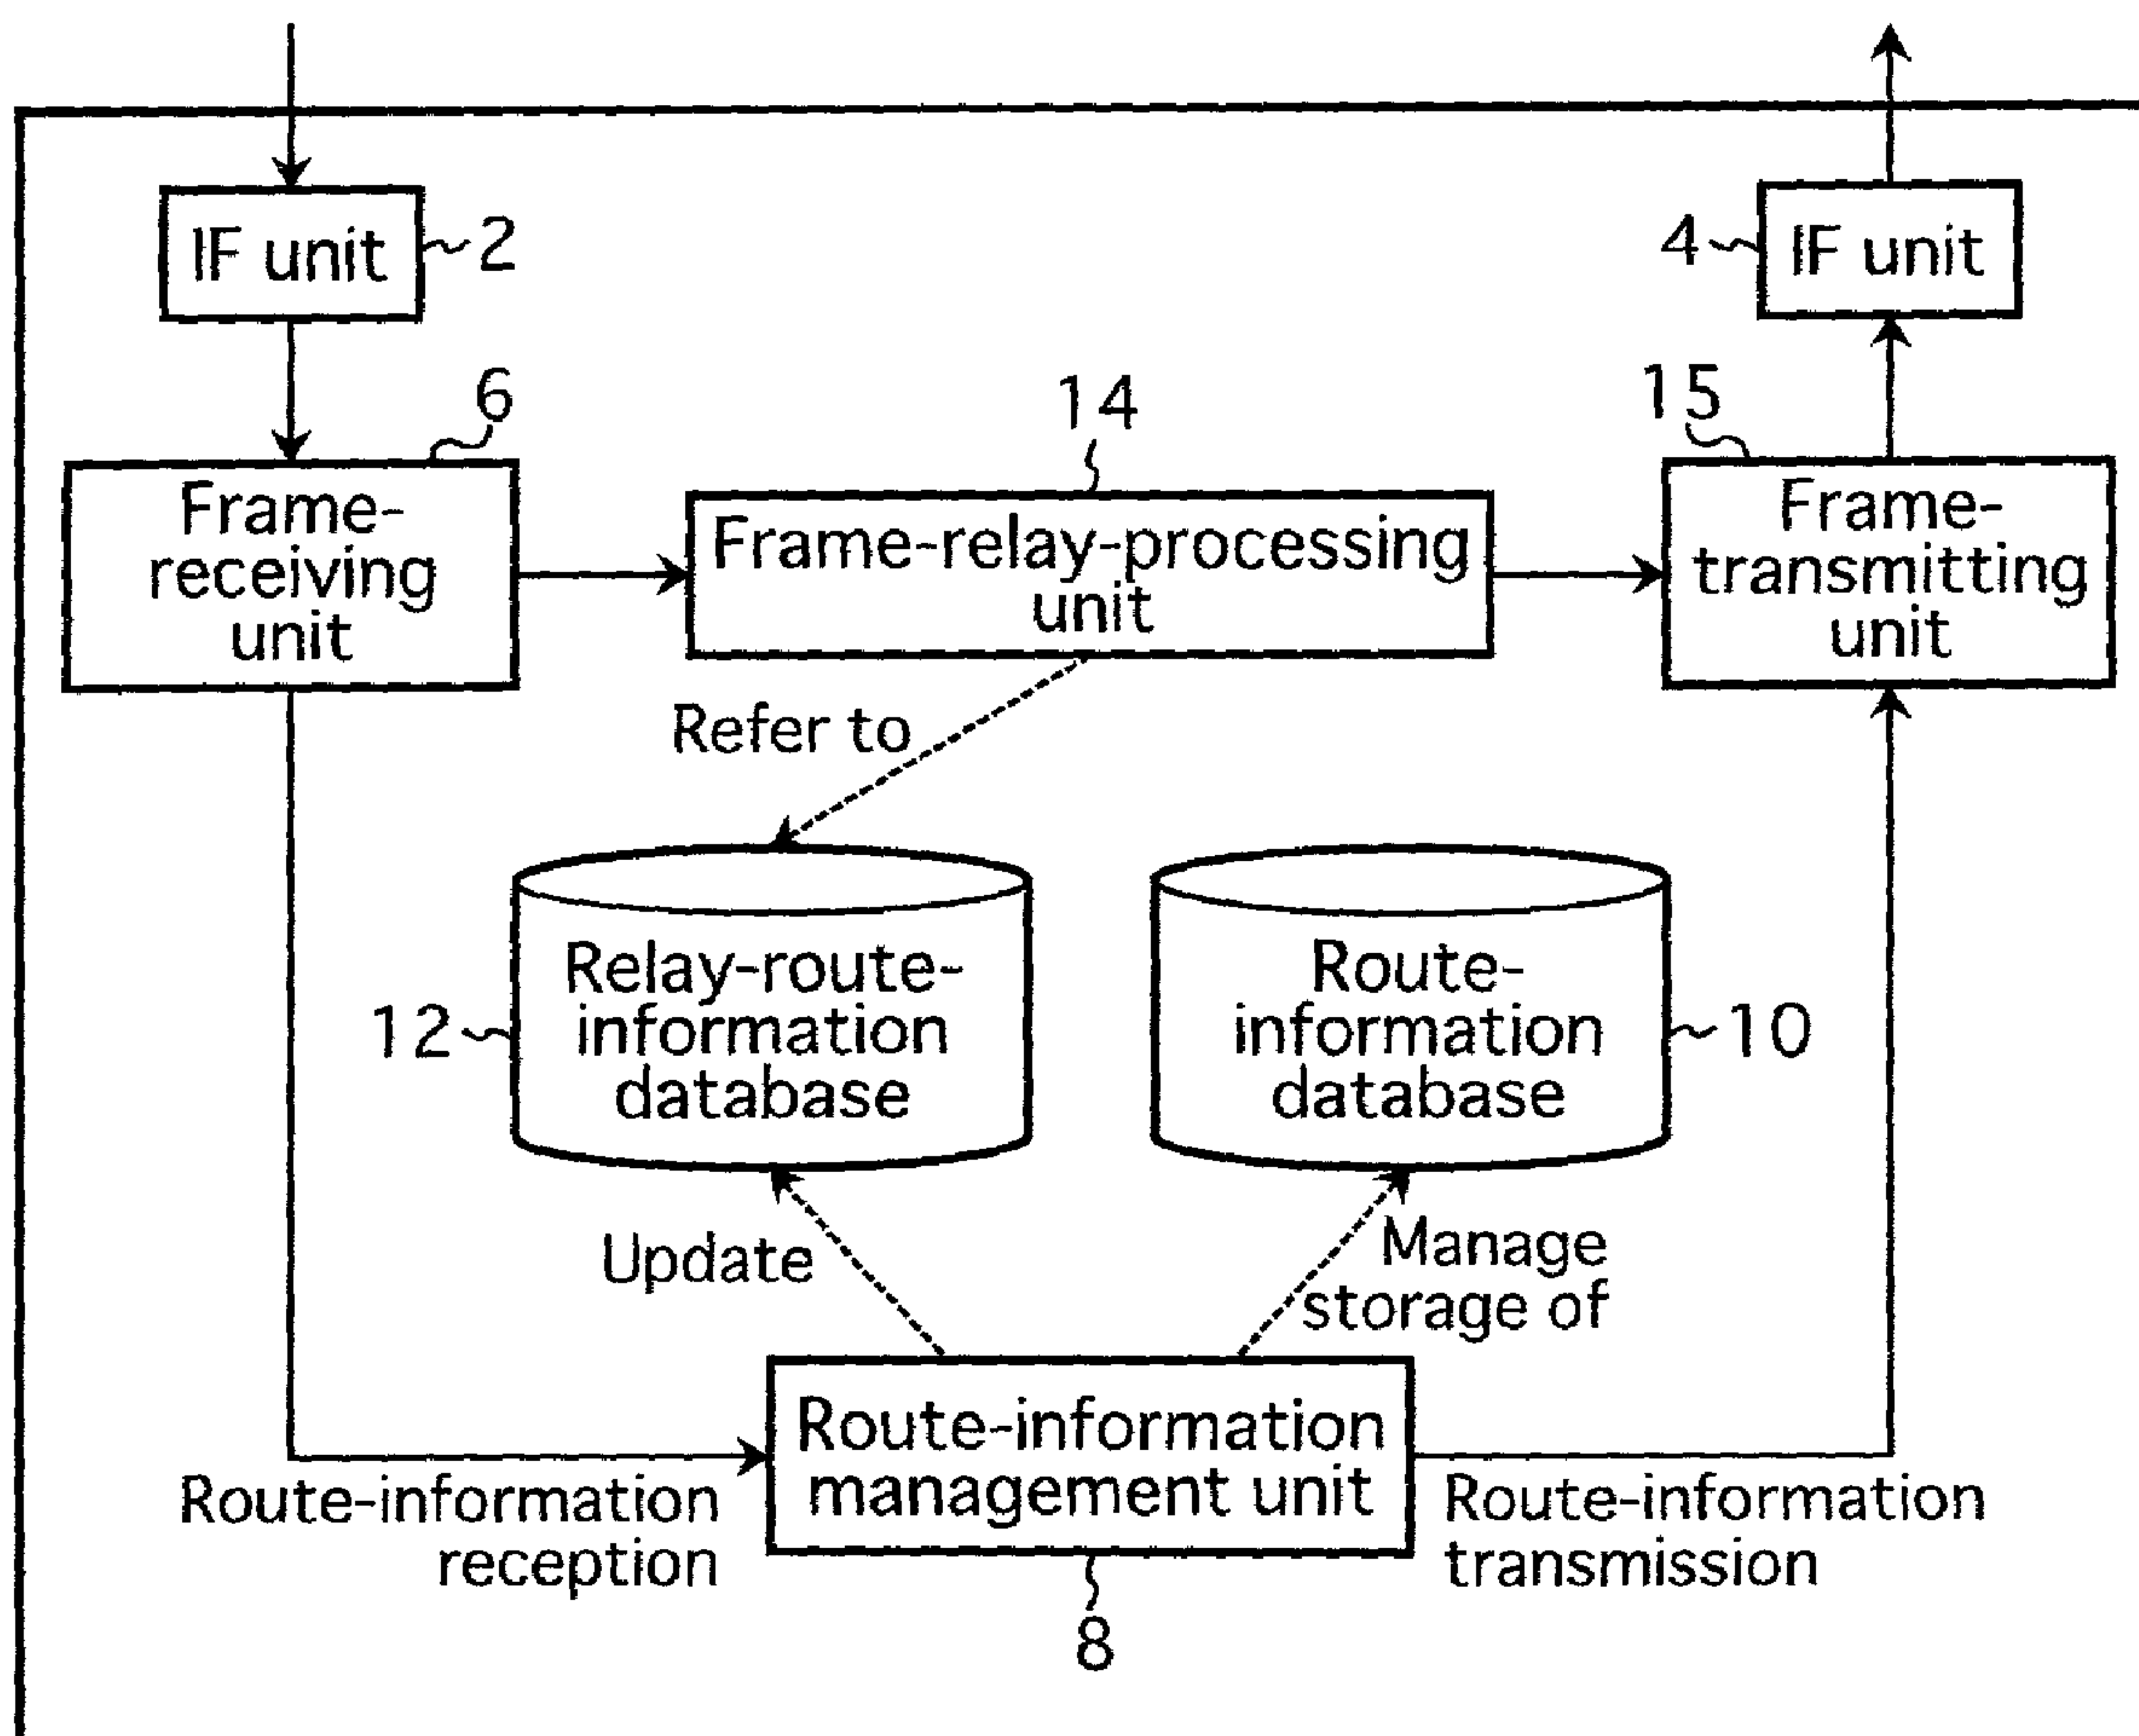 IF unit
2
4
IF unit
6
14
15
Frame-
receiving
unit
Frame-relay-processing
unit
Frame-
transmitting
unit
Refer to
Relay-route-
information
database
12
Route-
information
database
10
Update
Manage
storage of
Route-information
management unit
Route-information
reception
Route-information
transmission
8